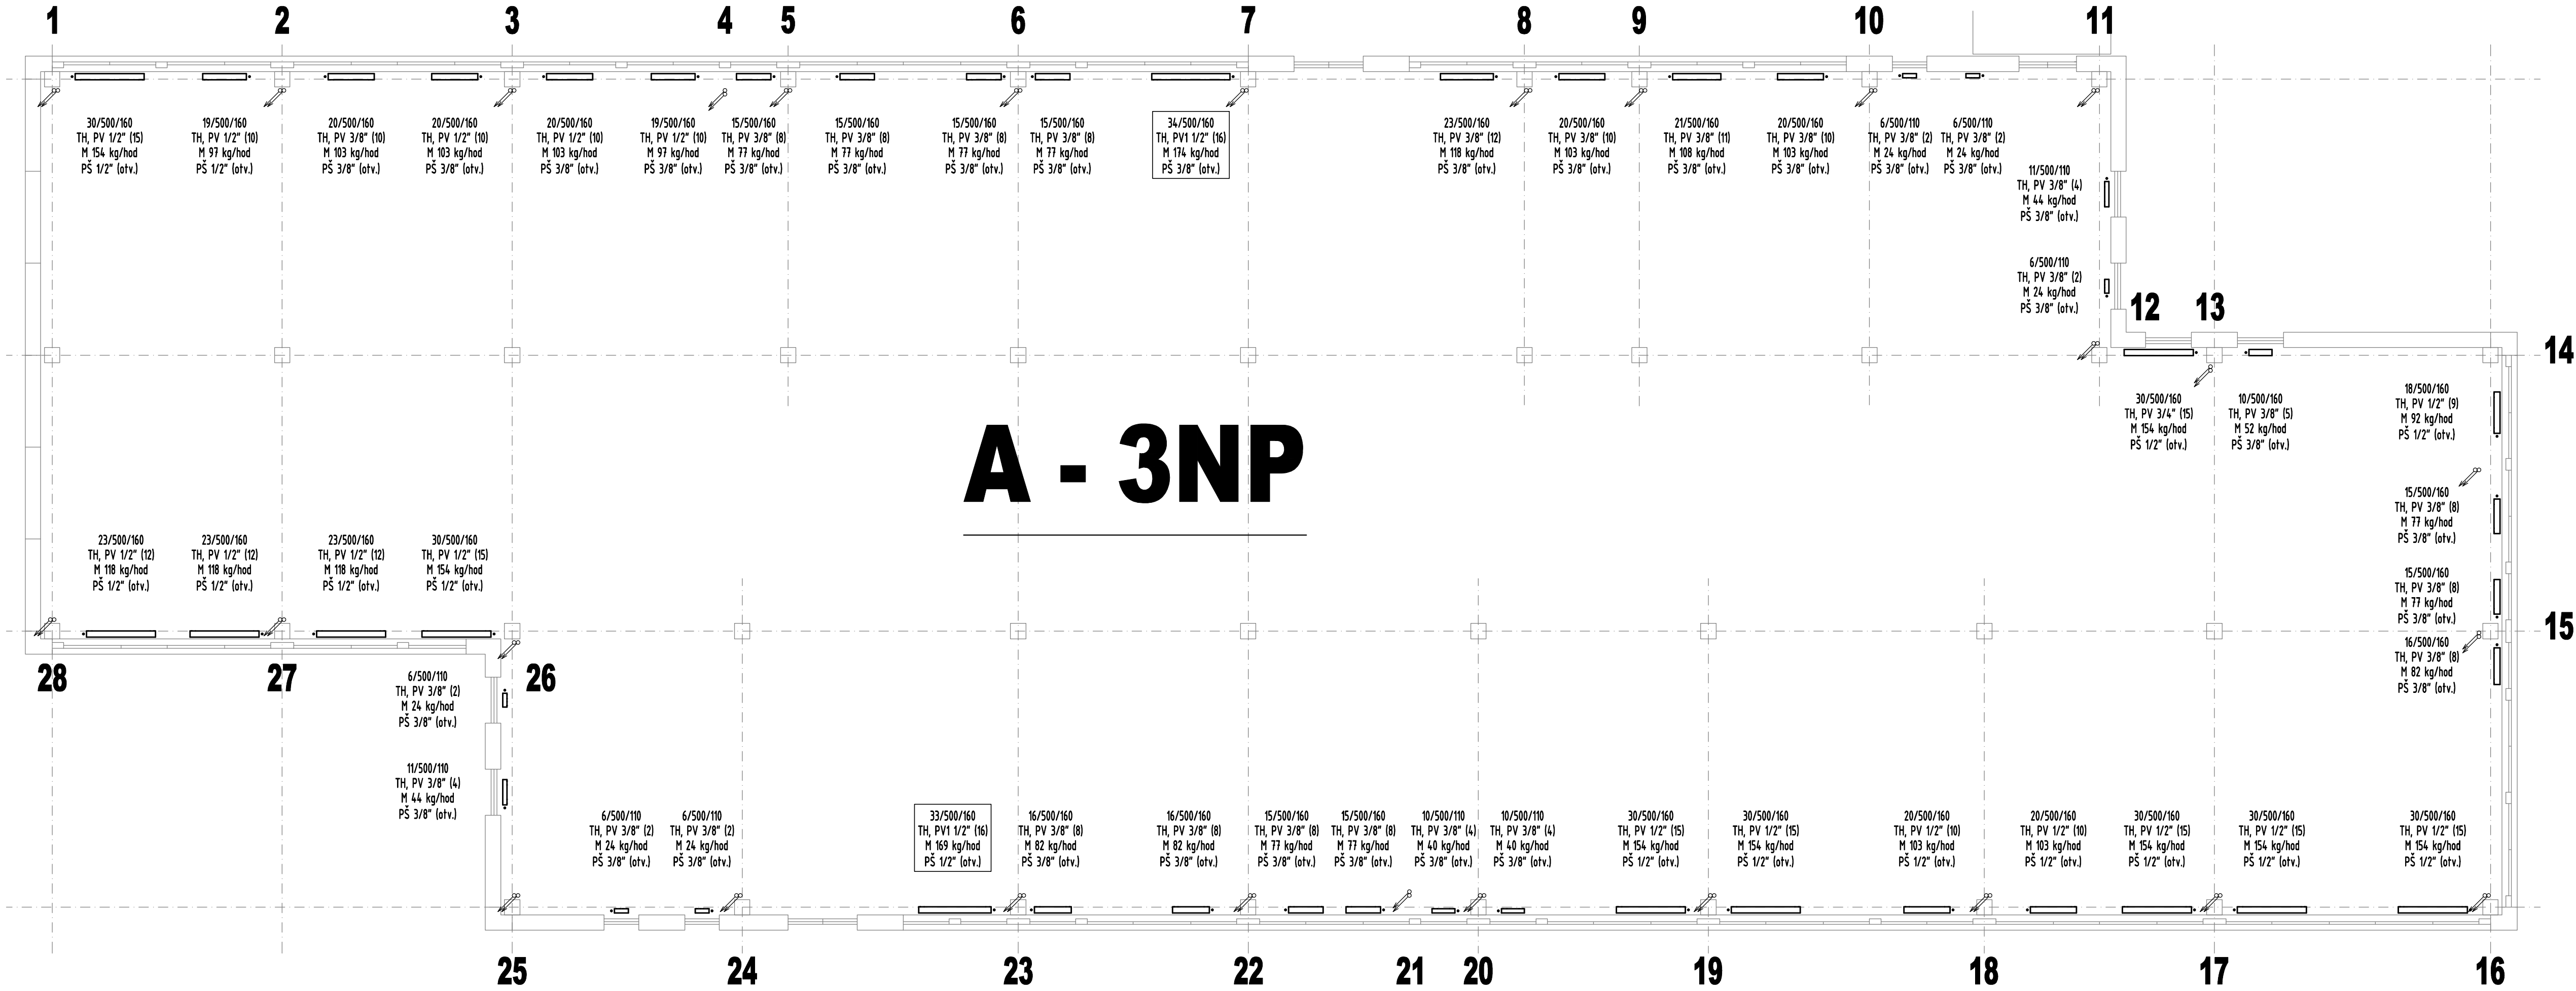 1
2
3
4
5
6
7
8
9
10
11
30/500/160
TH, PV 1/2" (15)
M 154 kg/hod
PŠ 1/2" (otv.)
19/500/160
TH, PV 1/2" (10)
M 97 kg/hod
PŠ 1/2" (otv.)
20/500/160
TH, PV 3/8" (10)
M 103 kg/hod
PŠ 3/8" (otv.)
20/500/160
TH, PV 1/2" (10)
M 103 kg/hod
PŠ 3/8" (otv.)
20/500/160
TH, PV 1/2" (10)
M 103 kg/hod
PŠ 3/8" (otv.)
19/500/160
TH, PV 1/2" (10)
M 97 kg/hod
PŠ 3/8" (otv.)
15/500/160
TH, PV 3/8" (8)
M 77 kg/hod
PŠ 3/8" (otv.)
15/500/160
TH, PV 3/8" (8)
M 77 kg/hod
PŠ 3/8" (otv.)
15/500/160
TH, PV 3/8" (8)
M 77 kg/hod
PŠ 3/8" (otv.)
15/500/160
TH, PV 3/8" (8)
M 77 kg/hod
PŠ 3/8" (otv.)
34/500/160
TH, PV1 1/2" (16)
M 174 kg/hod
PŠ 3/8" (otv.)
23/500/160
TH, PV 3/8" (12)
M 118 kg/hod
PŠ 3/8" (otv.)
20/500/160
TH, PV 3/8" (10)
M 103 kg/hod
PŠ 3/8" (otv.)
21/500/160
TH, PV 3/8" (11)
M 108 kg/hod
PŠ 3/8" (otv.)
20/500/160
TH, PV 3/8" (10)
M 103 kg/hod
PŠ 3/8" (otv.)
6/500/110
TH, PV 3/8" (2)
M 24 kg/hod
PŠ 3/8" (otv.)
6/500/110
TH, PV 3/8" (2)
M 24 kg/hod
PŠ 3/8" (otv.)
11/500/110
TH, PV 3/8" (4)
M 44 kg/hod
PŠ 3/8" (otv.)
6/500/110
TH, PV 3/8" (2)
M 24 kg/hod
PŠ 3/8" (otv.)
12
13
14
30/500/160
TH, PV 3/4" (15)
M 154 kg/hod
PŠ 1/2" (otv.)
10/500/160
TH, PV 3/8" (5)
M 52 kg/hod
PŠ 3/8" (otv.)
18/500/160
TH, PV 1/2" (9)
M 92 kg/hod
PŠ 1/2" (otv.)
A - 3NP
15/500/160
TH, PV 3/8" (8)
M 77 kg/hod
PŠ 3/8" (otv.)
15/500/160
TH, PV 3/8" (8)
M 77 kg/hod
PŠ 3/8" (otv.)
16/500/160
TH, PV 3/8" (8)
M 82 kg/hod
PŠ 3/8" (otv.)
15
23/500/160
TH, PV 1/2" (12)
M 118 kg/hod
PŠ 1/2" (otv.)
23/500/160
TH, PV 1/2" (12)
M 118 kg/hod
PŠ 1/2" (otv.)
23/500/160
TH, PV 1/2" (12)
M 118 kg/hod
PŠ 1/2" (otv.)
30/500/160
TH, PV 1/2" (15)
M 154 kg/hod
PŠ 1/2" (otv.)
28
27
26
6/500/110
TH, PV 3/8" (2)
M 24 kg/hod
PŠ 3/8" (otv.)
11/500/110
TH, PV 3/8" (4)
M 44 kg/hod
PŠ 3/8" (otv.)
6/500/110
TH, PV 3/8" (2)
M 24 kg/hod
PŠ 3/8" (otv.)
6/500/110
TH, PV 3/8" (2)
M 24 kg/hod
PŠ 3/8" (otv.)
33/500/160
TH, PV1 1/2" (16)
M 169 kg/hod
PŠ 1/2" (otv.)
16/500/160
TH, PV 3/8" (8)
M 82 kg/hod
PŠ 3/8" (otv.)
16/500/160
TH, PV 3/8" (8)
M 82 kg/hod
PŠ 3/8" (otv.)
15/500/160
TH, PV 3/8" (8)
M 77 kg/hod
PŠ 3/8" (otv.)
15/500/160
TH, PV 3/8" (8)
M 77 kg/hod
PŠ 3/8" (otv.)
10/500/110
TH, PV 3/8" (4)
M 40 kg/hod
PŠ 3/8" (otv.)
10/500/110
TH, PV 3/8" (4)
M 40 kg/hod
PŠ 3/8" (otv.)
30/500/160
TH, PV 1/2" (15)
M 154 kg/hod
PŠ 1/2" (otv.)
30/500/160
TH, PV 1/2" (15)
M 154 kg/hod
PŠ 1/2" (otv.)
20/500/160
TH, PV 1/2" (10)
M 103 kg/hod
PŠ 1/2" (otv.)
20/500/160
TH, PV 1/2" (10)
M 103 kg/hod
PŠ 1/2" (otv.)
30/500/160
TH, PV 1/2" (15)
M 154 kg/hod
PŠ 1/2" (otv.)
30/500/160
TH, PV 1/2" (15)
M 154 kg/hod
PŠ 1/2" (otv.)
30/500/160
TH, PV 1/2" (15)
M 154 kg/hod
PŠ 1/2" (otv.)
25
24
23
22
21
20
19
18
17
16